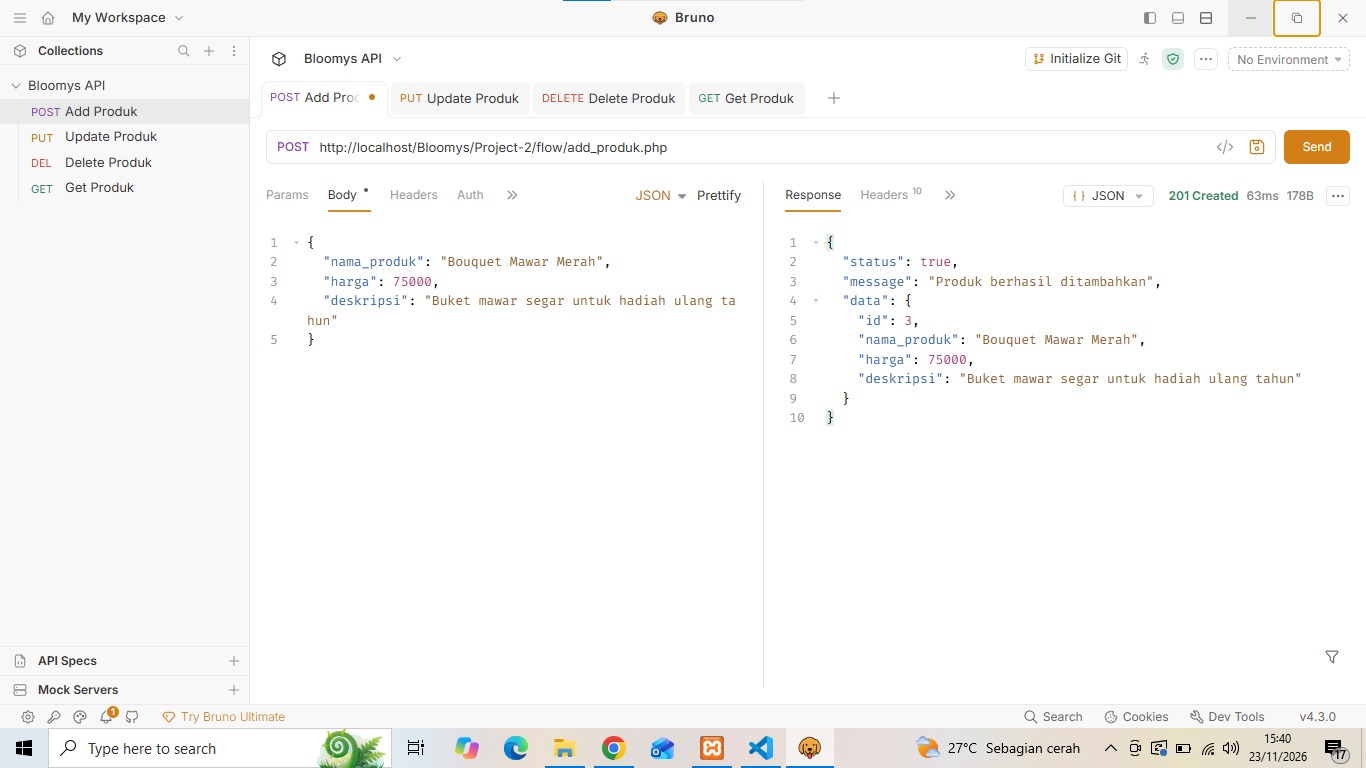 My Workspace
Bruno
Collections
Bloomys API
POST Add Produk
PUT Update Produk
DEL Delete Produk
GET Get Produk
API Specs
Mock Servers
Bloomys API
Initialize Git
No Environment
POST Add Proc
PUT Update Produk
DELETE Delete Produk
GET Get Produk
POST http://localhost/Bloomys/Project-2/flow/add_produk.php
Send
Params Body Headers Auth JSON Prettify
1 {
2 "nama_produk": "Bouquet Mawar Merah",
3 "harga": 75000,
4 "deskripsi": "Buket mawar segar untuk hadiah ulang ta
hun"
5 }
Response Headers 10 { } JSON 201 Created 63ms 178B
1 {
2 "status": true,
3 "message": "Produk berhasil ditambahkan",
4 "data": {
5 "id": 3,
6 "nama_produk": "Bouquet Mawar Merah",
7 "harga": 75000,
8 "deskripsi": "Buket mawar segar untuk hadiah ulang tahun"
9 }
10 }
1 Try Bruno Ultimate Search Cookies Dev Tools v4.3.0
Type here to search
27°C Sebagian cerah
15:40
23/11/2026
17